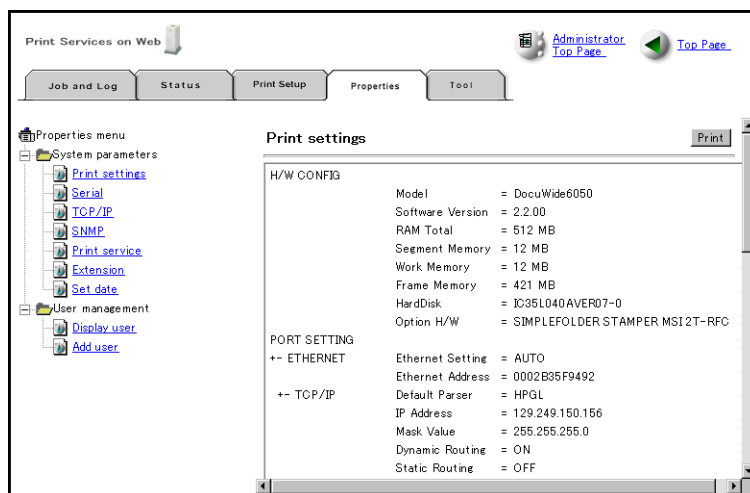 Print Services on Web
Administrator Top Page
Top Page
Job and Log
Status
Print Setup
Properties
Tool
Properties menu
System parameters
Print settings
Serial
TCP/IP
SNMP
Print service
Extension
Set date
User management
Display user
Add user
Print settings
Print
H/W CONFIG
Model = DocuWide6050
Software Version = 2.2.00
RAM Total = 512 MB
Segment Memory = 12 MB
Work Memory = 12 MB
Frame Memory = 421 MB
HardDisk = IC35L040AVER07-0
Option H/W = SIMPLEFOLDER STAMPER MSI 2T-RFC
PORT SETTING
+- ETHERNET Ethernet Setting = AUTO
Ethernet Address = 0002B35F9492
+- TCP/IP Default Parser = HPGL
IP Address = 129.249.150.156
Mask Value = 255.255.255.0
Dynamic Routing = ON
Static Routing = OFF